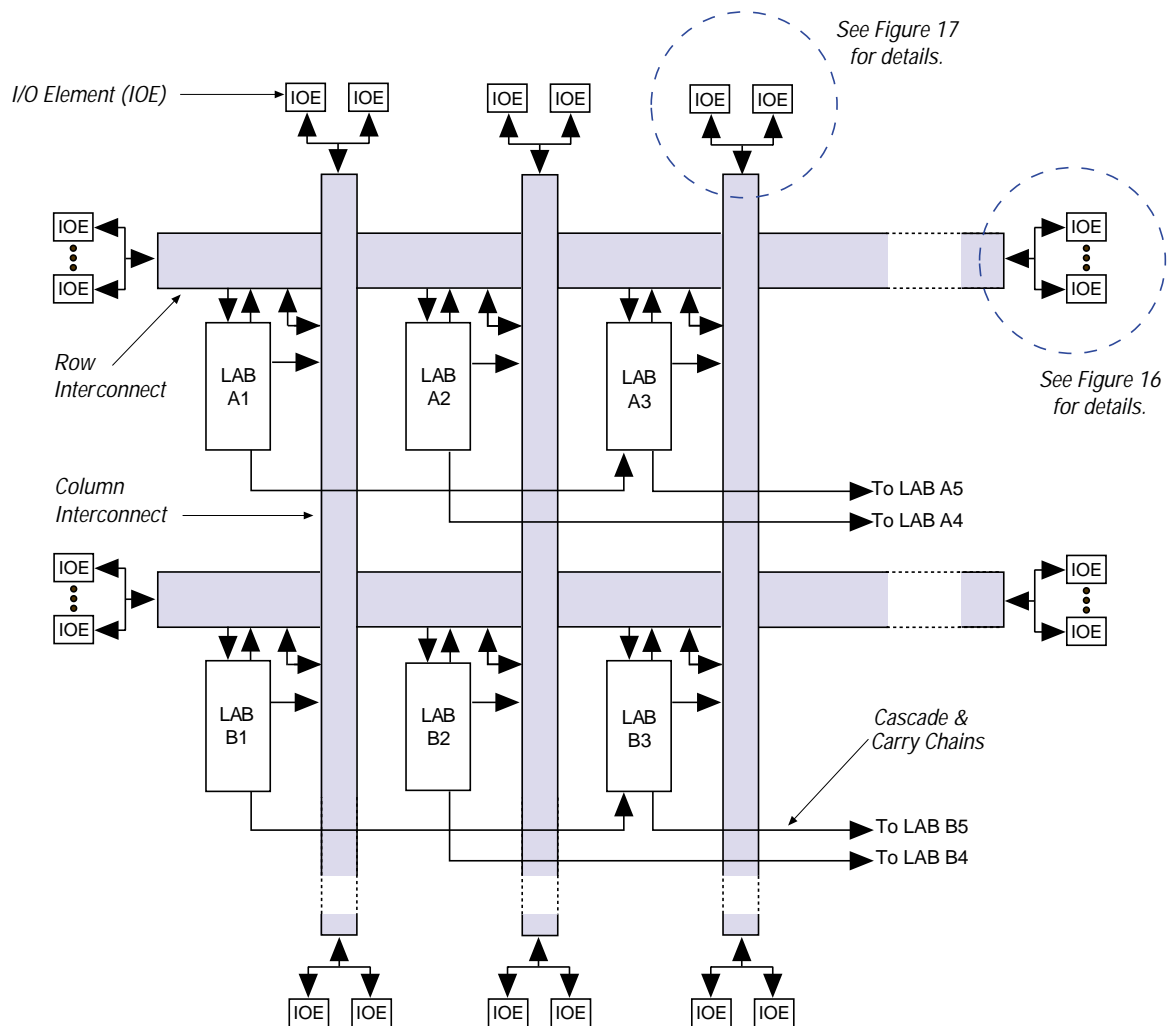 See Figure 17
for details.
I/O Element (IOE)
IOE IOE IOE IOE IOE IOE
IOE IOE
IOE IOE
Row
Interconnect
LAB
A1
LAB
A2
LAB
A3
See Figure 16
for details.
Column
Interconnect
To LAB A5
To LAB A4
IOE IOE
IOE IOE
LAB
B1
LAB
B2
LAB
B3
Cascade &
Carry Chains
To LAB B5
To LAB B4
IOE IOE IOE IOE IOE IOE